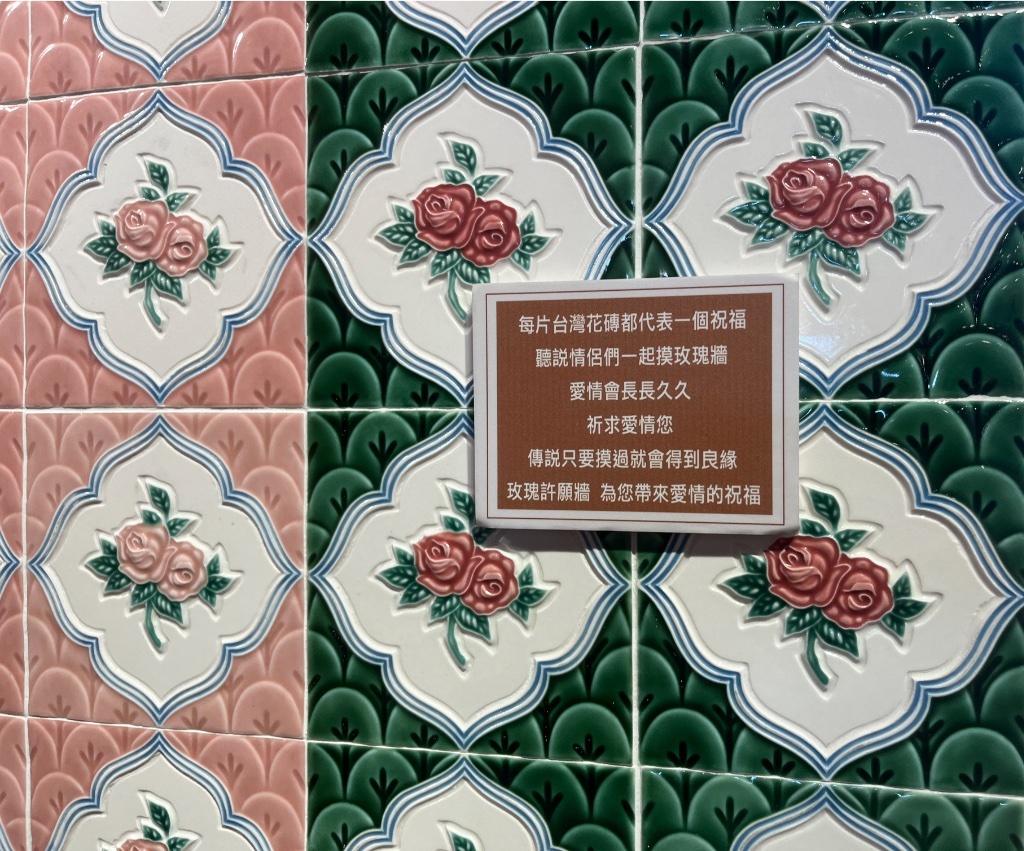 每片台灣花磚都代表一個祝福
聽說情侶們一起摸玫瑰牆
愛情會長長久久
祈求愛情您
傳說只要摸過就會得到良緣
玫瑰許願牆 為您帶來愛情的祝福